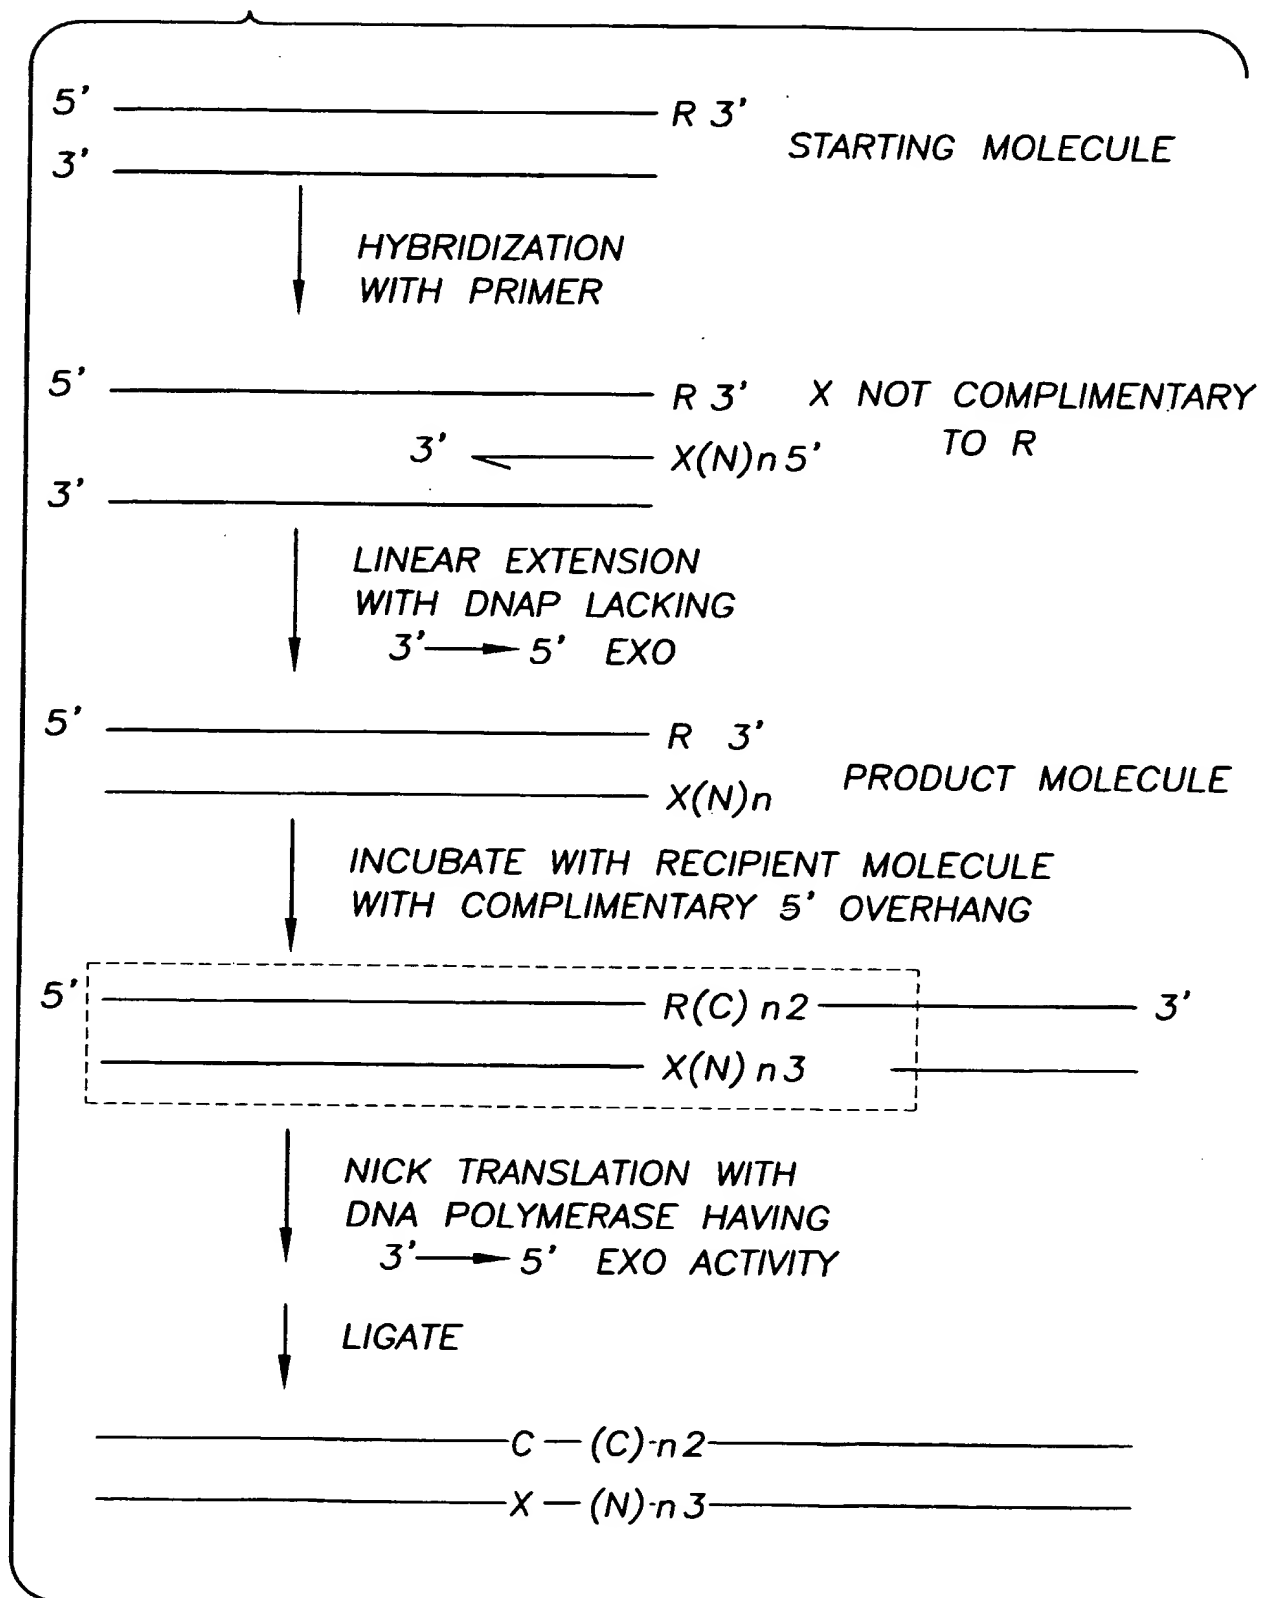 5' R 3'
STARTING MOLECULE
3'
HYBRIDIZATION
WITH PRIMER
5' R 3' X NOT COMPLIMENTARY
TO R
3' X(N)n 5'
3'
LINEAR EXTENSION
WITH DNAP LACKING
3' 5' EXO
5' R 3'
X(N)n PRODUCT MOLECULE
INCUBATE WITH RECIPIENT MOLECULE
WITH COMPLIMENTARY 5' OVERHANG
5' R(C) n2 3'
X(N) n3
NICK TRANSLATION WITH
DNA POLYMERASE HAVING
3' 5' EXO ACTIVITY
LIGATE
C — (C)-n2
X — (N)-n3